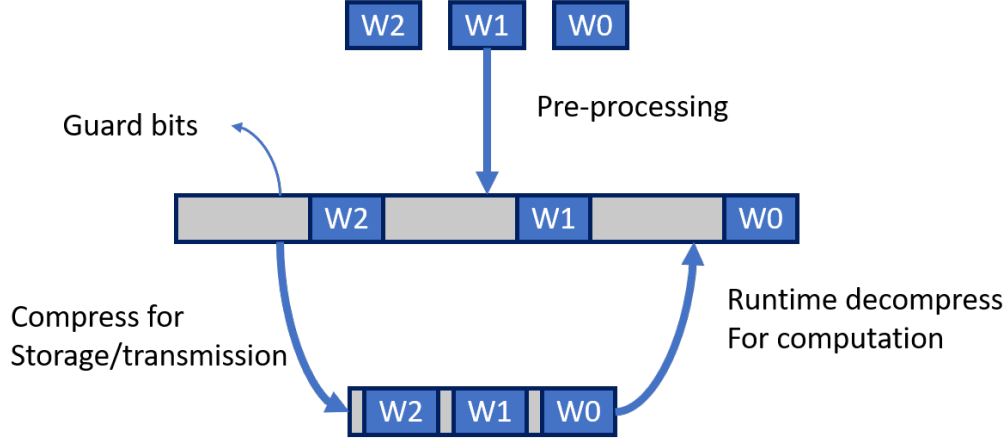 W2 W1 W0
Pre-processing
Guard bits
W2 W1 W0
Compress for
Storage/transmission
Runtime decompress
For computation
W2 W1 W0